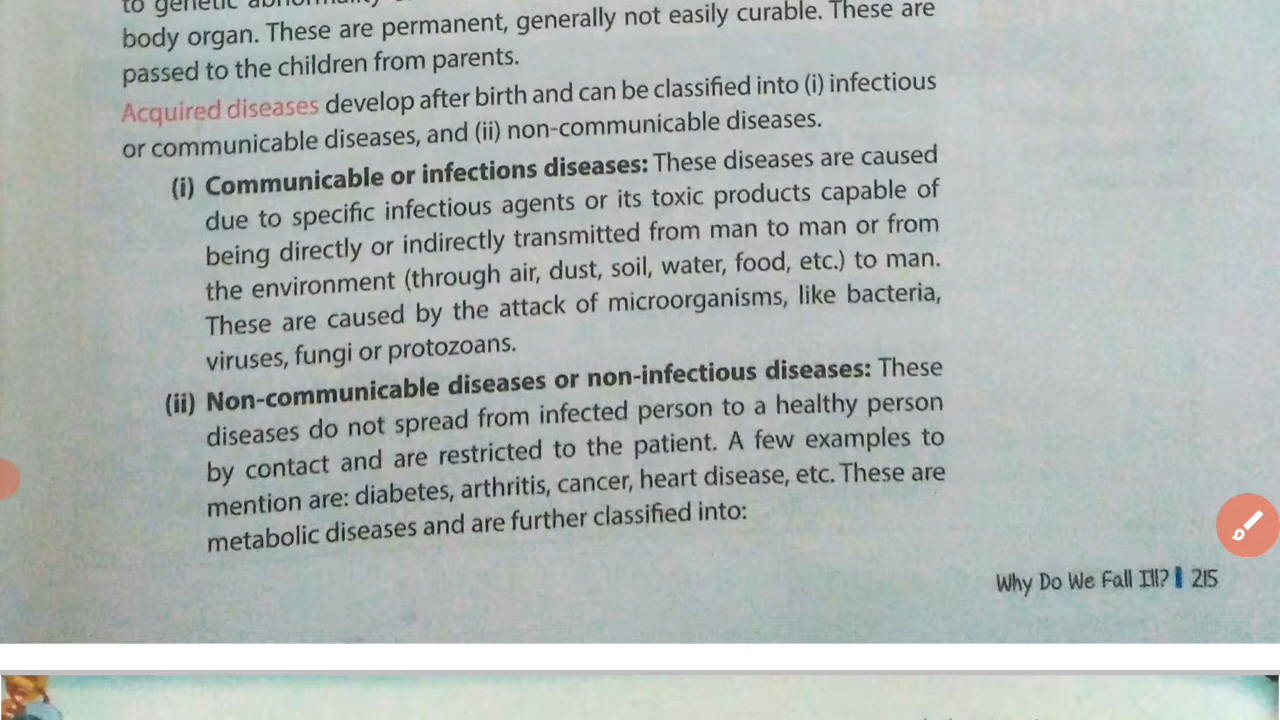 to genetic
body organ. These are permanent, generally not easily curable. These are
passed to the children from parents.
Acquired diseases develop after birth and can be classified into (i) infectious
or communicable diseases, and (ii) non-communicable diseases.
(i) Communicable or infections diseases: These diseases are caused
due to specific infectious agents or its toxic products capable of
being directly or indirectly transmitted from man to man or from
the environment (through air, dust, soil, water, food, etc.) to man.
These are caused by the attack of microorganisms, like bacteria,
viruses, fungi or protozoans.
(ii) Non-communicable diseases or non-infectious diseases: These
diseases do not spread from infected person to a healthy person
by contact and are restricted to the patient. A few examples to
mention are: diabetes, arthritis, cancer, heart disease, etc. These are
metabolic diseases and are further classified into:
Why Do We Fall Ill? 215